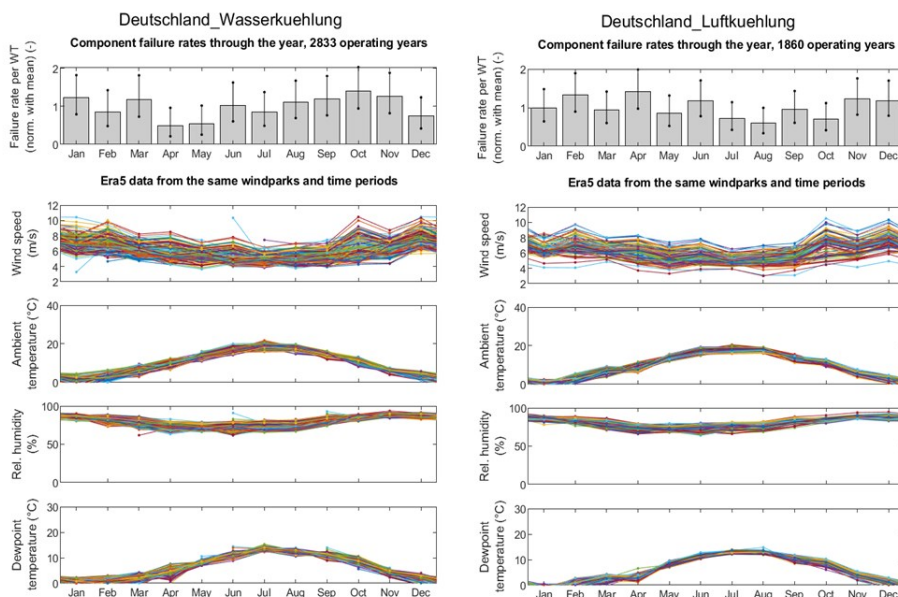 Deutschland_Wasserkuehlung
Component failure rates through the year, 2833 operating years
Failure rate per WT
(norm. with mean) (-)
2
1
0
Jan Feb Mar Apr May Jun Jul Aug Sep Oct Nov Dec
Era5 data from the same windparks and time periods
Wind speed
(m/s)
12
10
8
6
4
2
Ambient
temperature (°C)
40
20
0
Rel. humidity
(%)
100
50
0
Dewpoint
temperature (°C)
30
20
10
0
Jan Feb Mar Apr May Jun Jul Aug Sep Oct Nov Dec
Deutschland_Luftkuehlung
Component failure rates through the year, 1860 operating years
Failure rate per WT
(norm. with mean) (-)
2
1
0
Jan Feb Mar Apr May Jun Jul Aug Sep Oct Nov Dec
Era5 data from the same windparks and time periods
Wind speed
(m/s)
12
10
8
6
4
2
Ambient
temperature (°C)
40
20
0
Rel. humidity
(%)
100
50
0
Dewpoint
temperature (°C)
30
20
10
0
Jan Feb Mar Apr May Jun Jul Aug Sep Oct Nov Dec